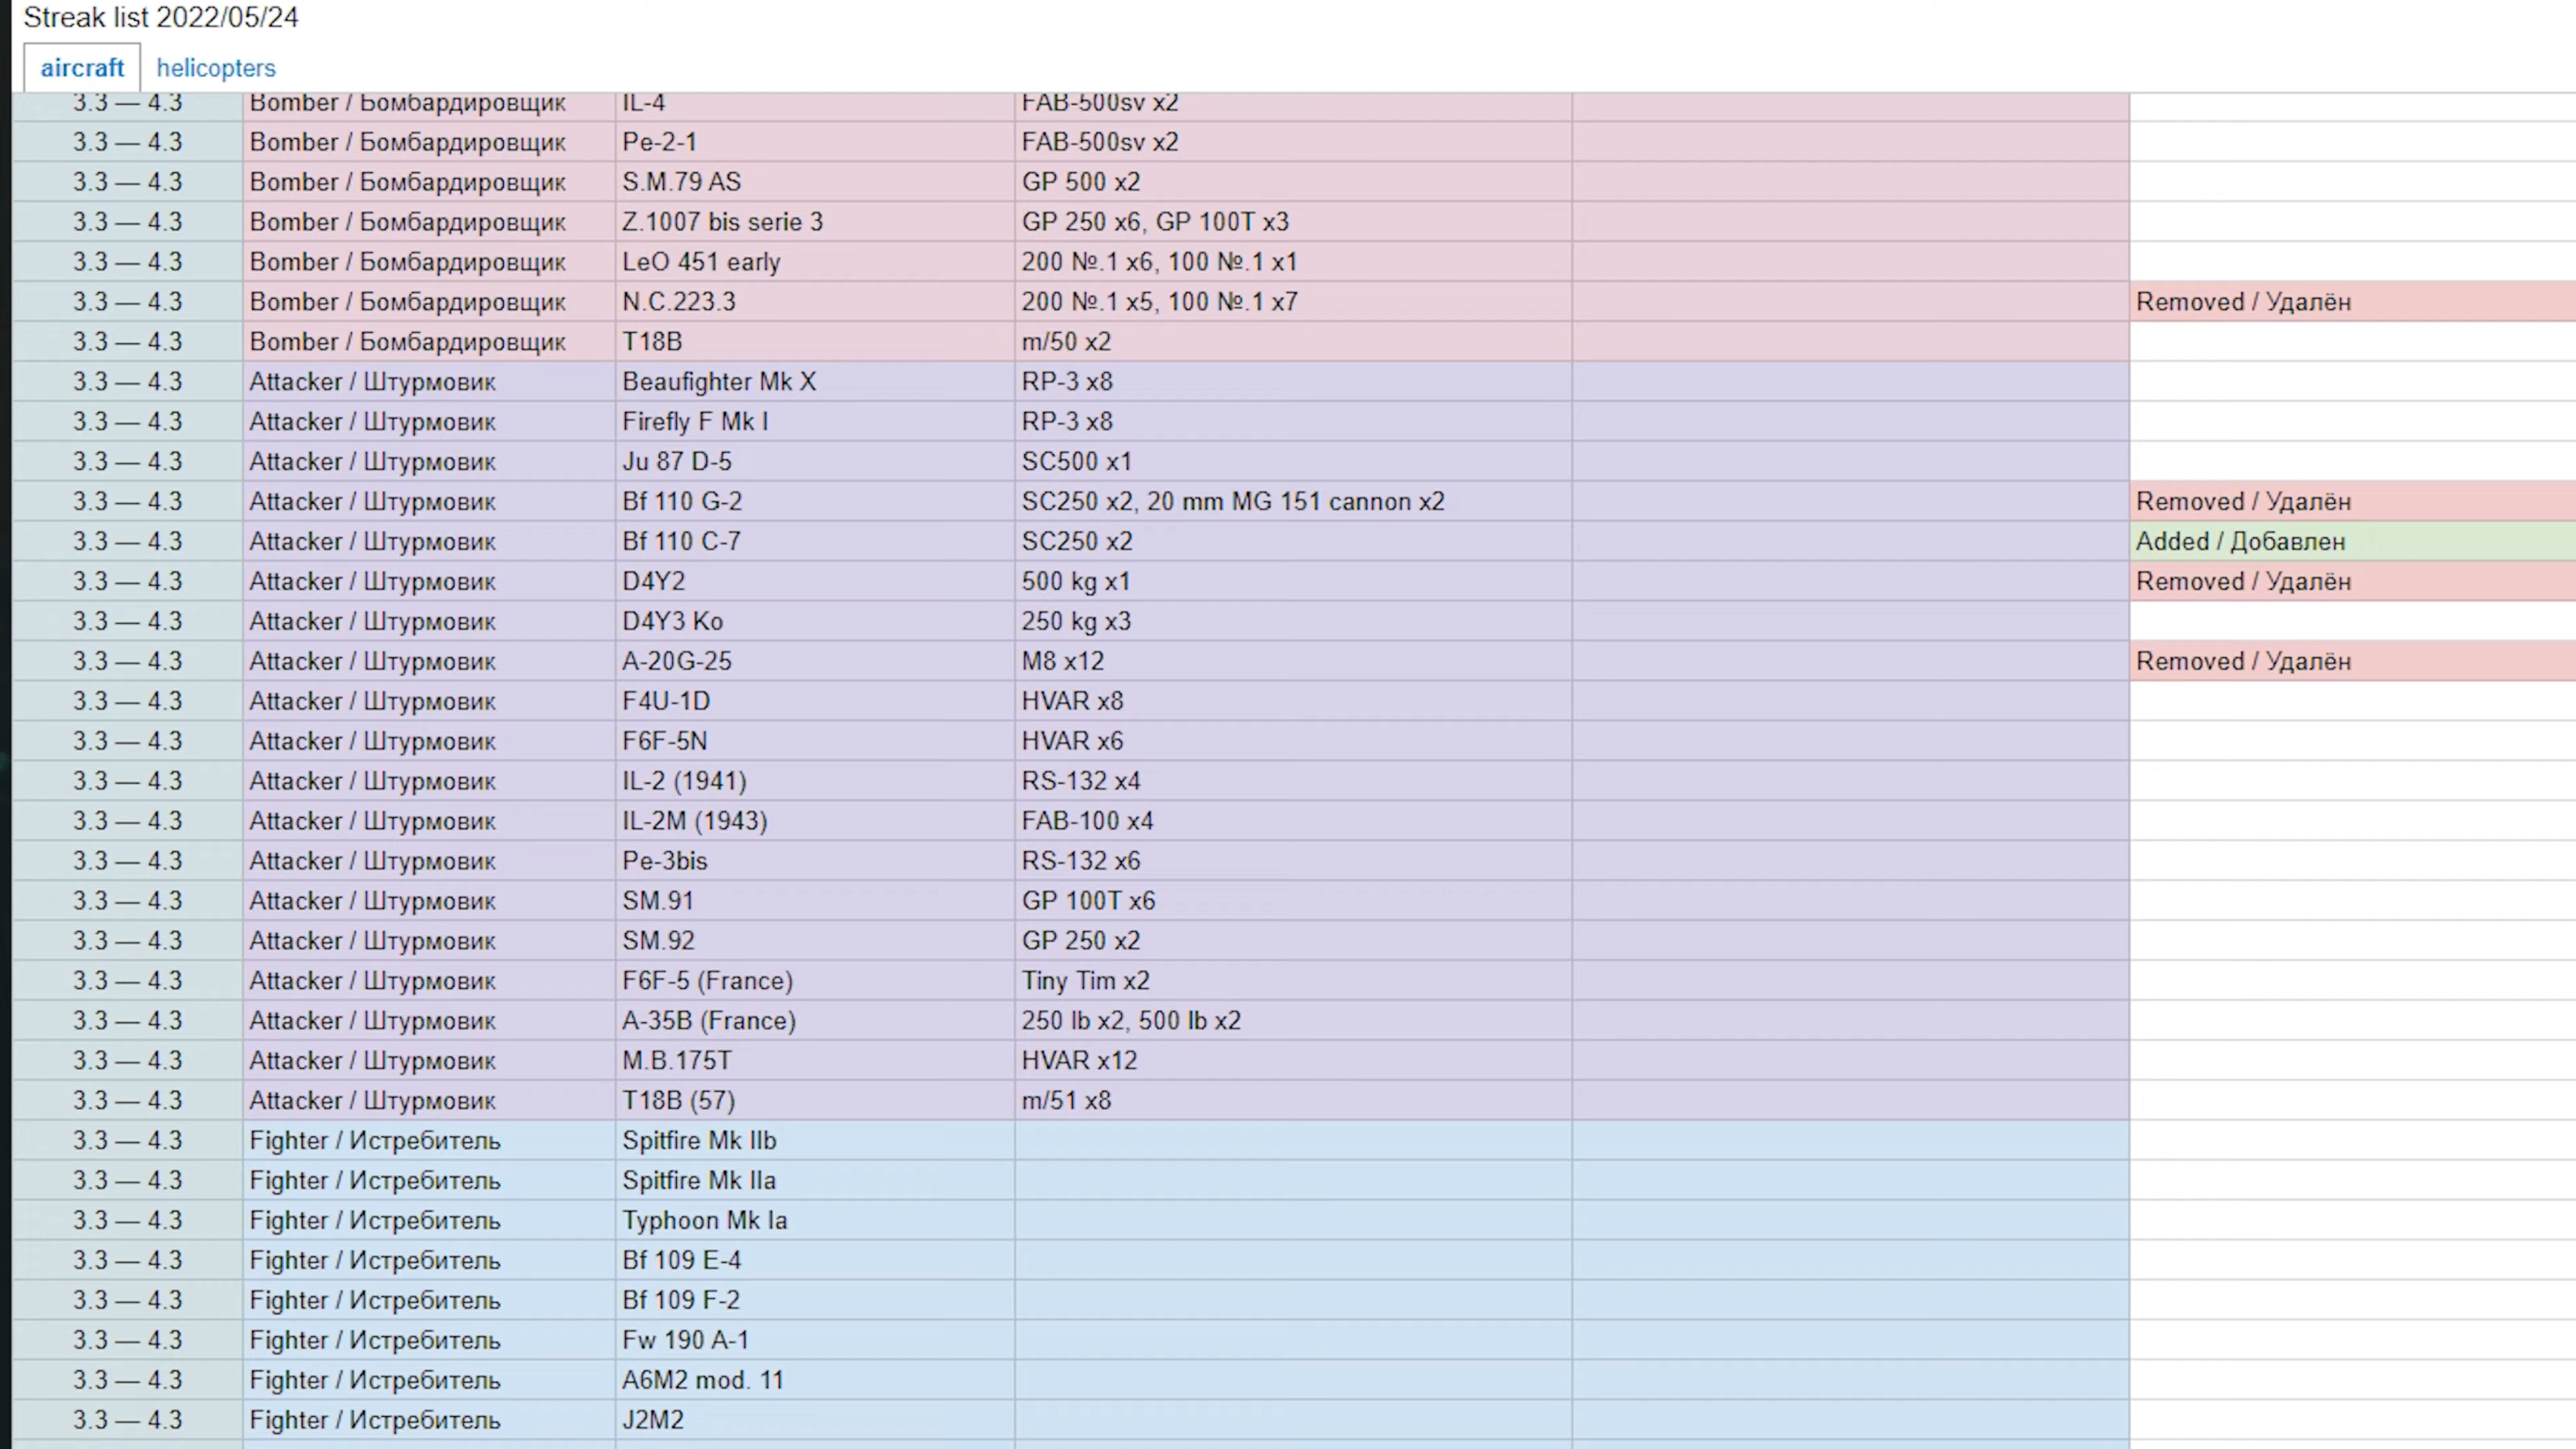 Streak list 2022/05/24
aircraft helicopters
3.3 — 4.3 Bomber / Бомбардировщик IL-4 FAB-500sv x2
3.3 — 4.3 Bomber / Бомбардировщик Pe-2-1 FAB-500sv x2
3.3 — 4.3 Bomber / Бомбардировщик S.M.79 AS GP 500 x2
3.3 — 4.3 Bomber / Бомбардировщик Z.1007 bis serie 3 GP 250 x6, GP 100T x3
3.3 — 4.3 Bomber / Бомбардировщик LeO 451 early 200 №.1 x6, 100 №.1 x1
3.3 — 4.3 Bomber / Бомбардировщик N.C.223.3 200 №.1 x5, 100 №.1 x7 Removed / Удалён
3.3 — 4.3 Bomber / Бомбардировщик T18B m/50 x2
3.3 — 4.3 Attacker / Штурмовик Beaufighter Mk X RP-3 x8
3.3 — 4.3 Attacker / Штурмовик Firefly F Mk I RP-3 x8
3.3 — 4.3 Attacker / Штурмовик Ju 87 D-5 SC500 x1
3.3 — 4.3 Attacker / Штурмовик Bf 110 G-2 SC250 x2, 20 mm MG 151 cannon x2 Removed / Удалён
3.3 — 4.3 Attacker / Штурмовик Bf 110 C-7 SC250 x2 Added / Добавлен
3.3 — 4.3 Attacker / Штурмовик D4Y2 500 kg x1 Removed / Удалён
3.3 — 4.3 Attacker / Штурмовик D4Y3 Ko 250 kg x3
3.3 — 4.3 Attacker / Штурмовик A-20G-25 M8 x12 Removed / Удалён
3.3 — 4.3 Attacker / Штурмовик F4U-1D HVAR x8
3.3 — 4.3 Attacker / Штурмовик F6F-5N HVAR x6
3.3 — 4.3 Attacker / Штурмовик IL-2 (1941) RS-132 x4
3.3 — 4.3 Attacker / Штурмовик IL-2M (1943) FAB-100 x4
3.3 — 4.3 Attacker / Штурмовик Pe-3bis RS-132 x6
3.3 — 4.3 Attacker / Штурмовик SM.91 GP 100T x6
3.3 — 4.3 Attacker / Штурмовик SM.92 GP 250 x2
3.3 — 4.3 Attacker / Штурмовик F6F-5 (France) Tiny Tim x2
3.3 — 4.3 Attacker / Штурмовик A-35B (France) 250 lb x2, 500 lb x2
3.3 — 4.3 Attacker / Штурмовик M.B.175T HVAR x12
3.3 — 4.3 Attacker / Штурмовик T18B (57) m/51 x8
3.3 — 4.3 Fighter / Истребитель Spitfire Mk IIb
3.3 — 4.3 Fighter / Истребитель Spitfire Mk IIa
3.3 — 4.3 Fighter / Истребитель Typhoon Mk Ia
3.3 — 4.3 Fighter / Истребитель Bf 109 E-4
3.3 — 4.3 Fighter / Истребитель Bf 109 F-2
3.3 — 4.3 Fighter / Истребитель Fw 190 A-1
3.3 — 4.3 Fighter / Истребитель A6M2 mod. 11
3.3 — 4.3 Fighter / Истребитель J2M2